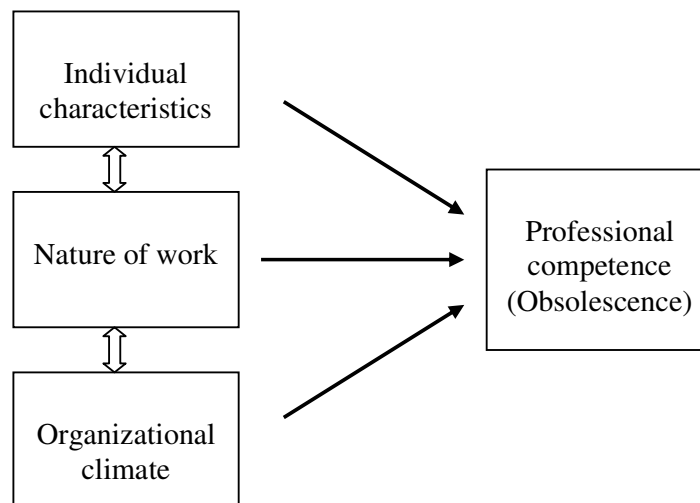 Individual
characteristics
Nature of work
Organizational
climate
Professional
competence
(Obsolescence)